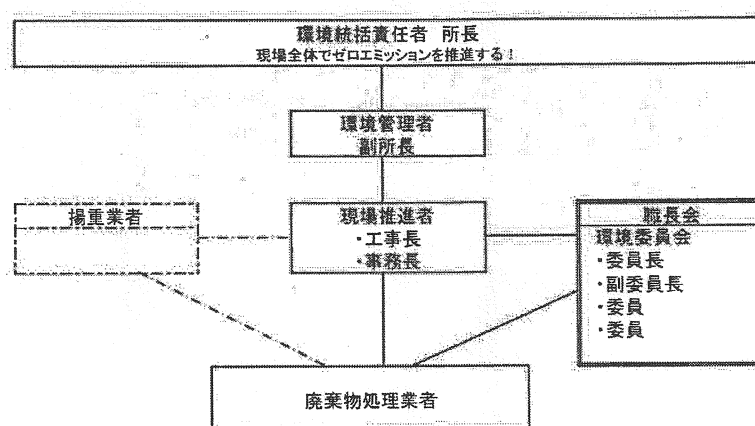 環境統括責任者 所長
現場全体でゼロエミッションを推進する!
環境管理者
副所長
揚重業者
現場推進者
・工事長
・事務長
職長会
環境委員会
・委員長
・副委員長
・委員
・委員
廃棄物処理業者